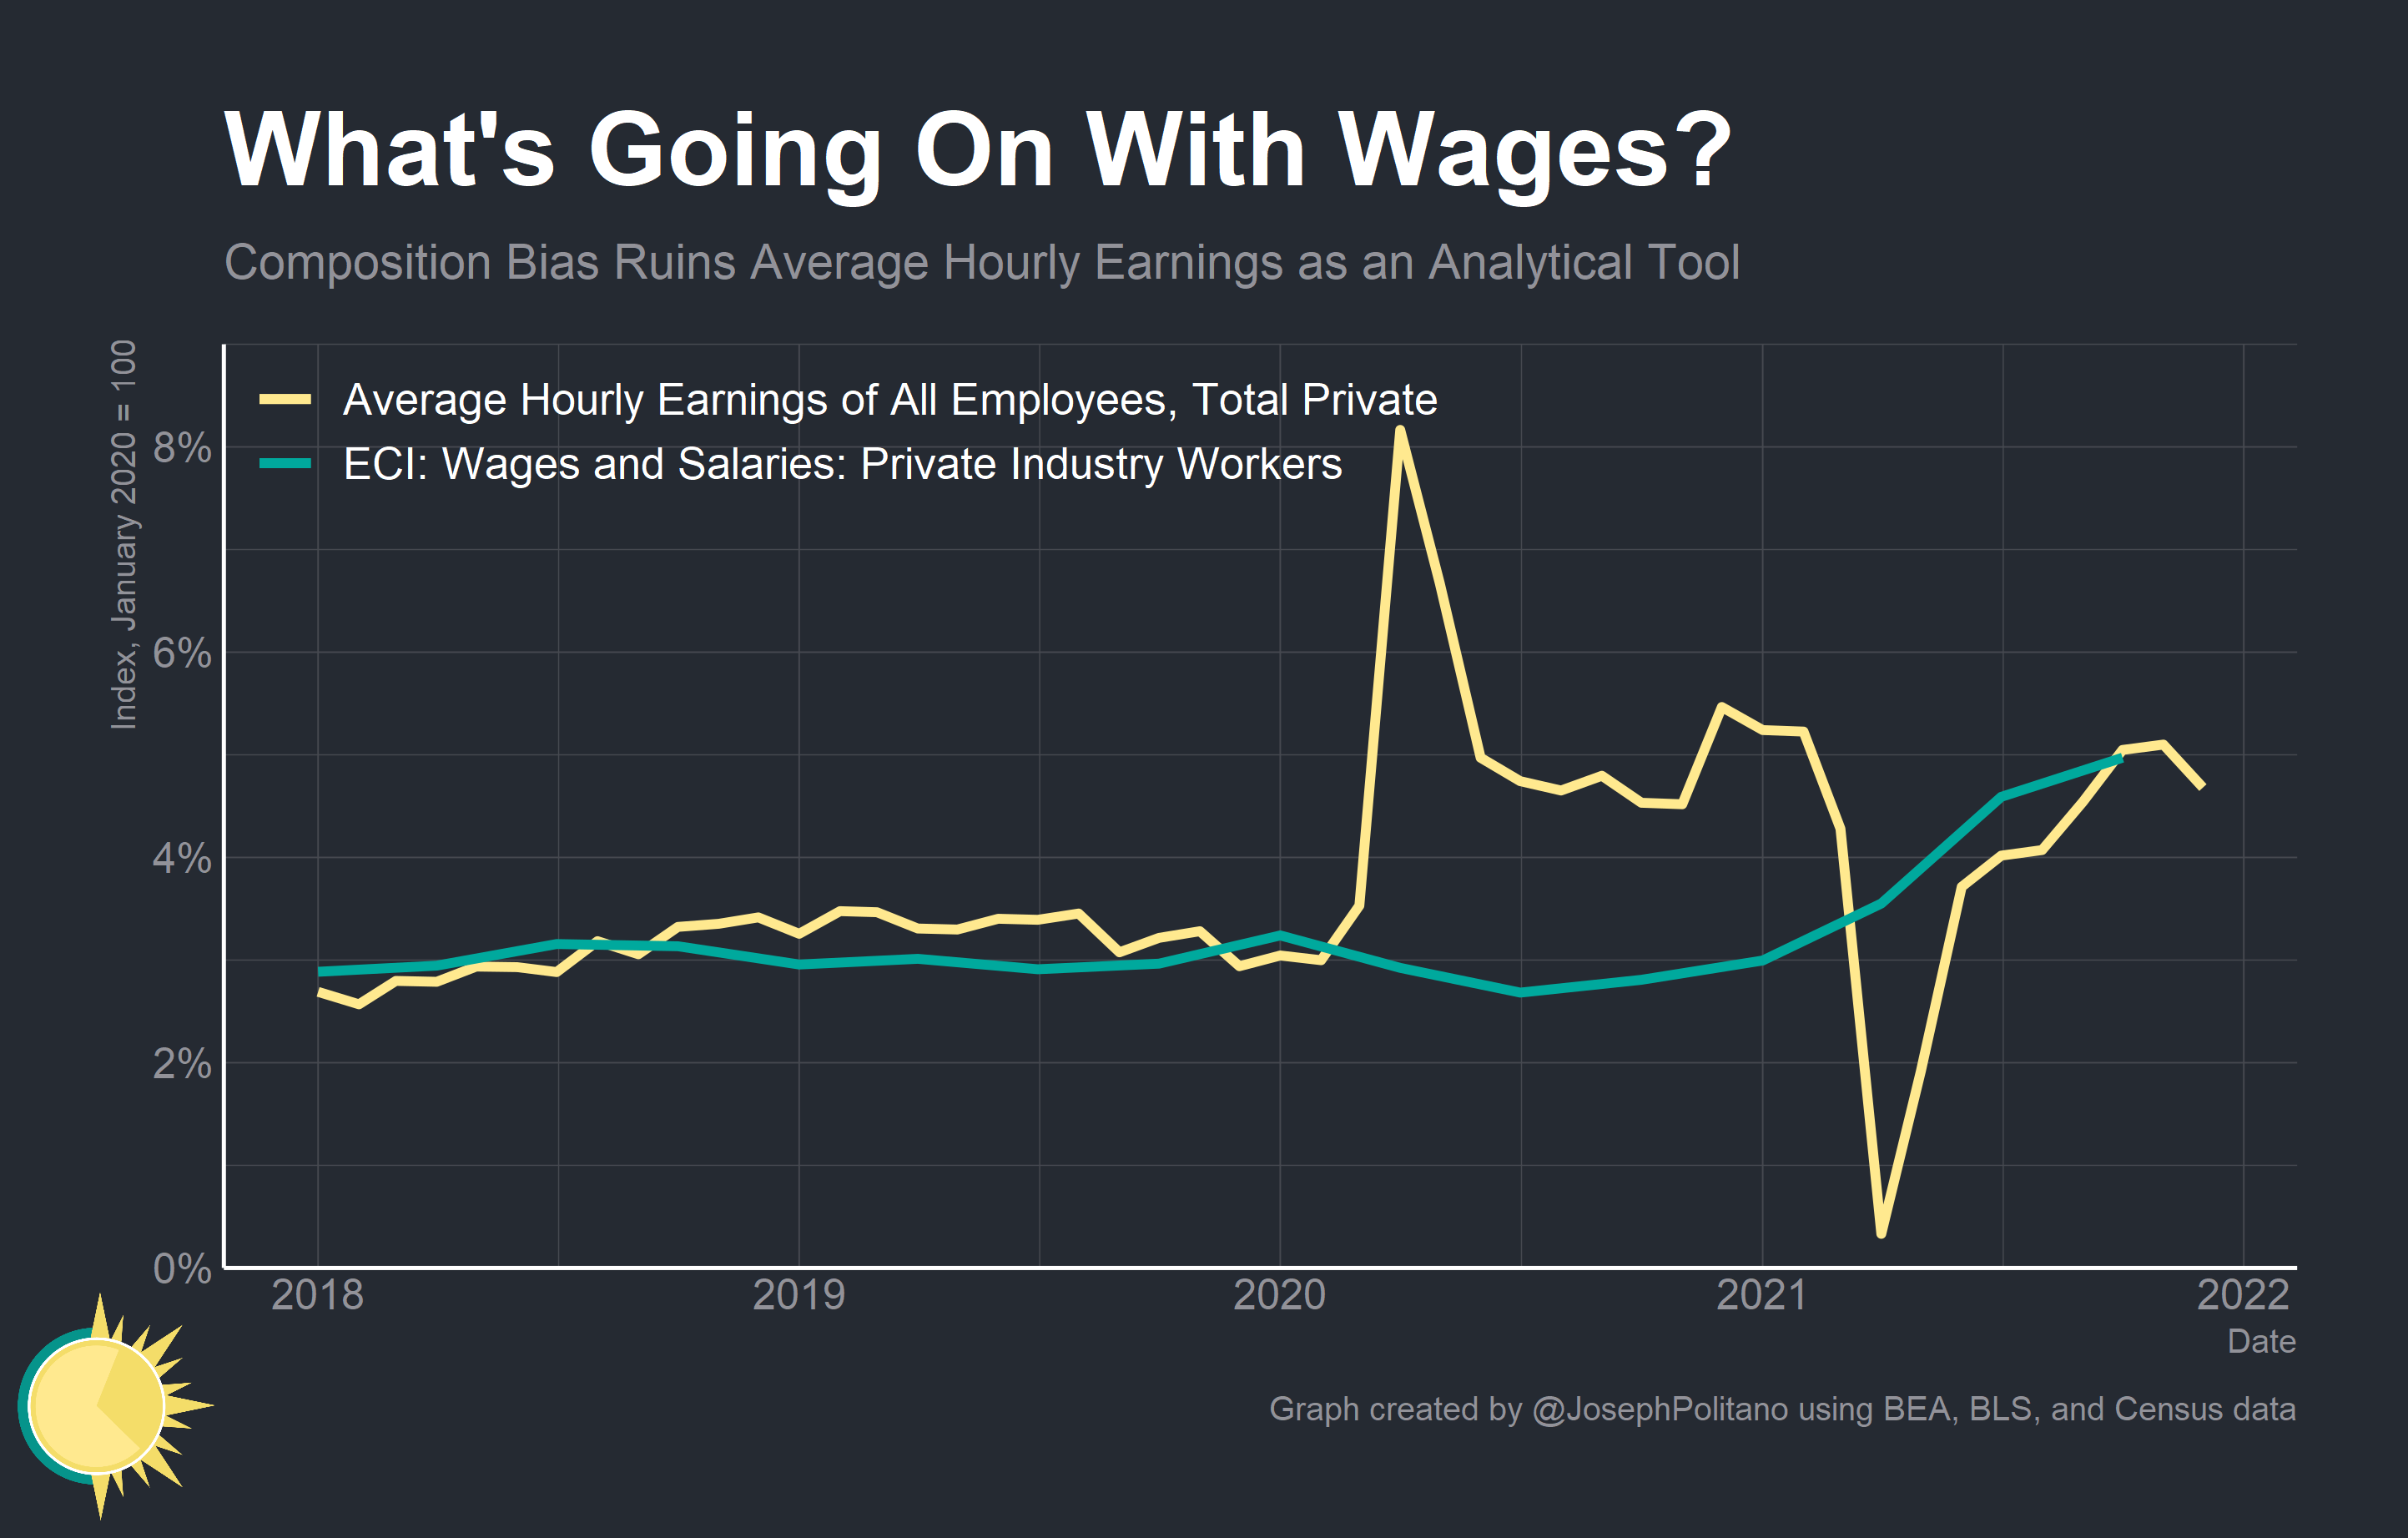 What's Going On With Wages?
Composition Bias Ruins Average Hourly Earnings as an Analytical Tool
Index, January 2020 = 100
Average Hourly Earnings of All Employees, Total Private
ECI: Wages and Salaries: Private Industry Workers
8%
6%
4%
2%
0%
2018 2019 2020 2021 2022
Date
Graph created by @JosephPolitano using BEA, BLS, and Census data